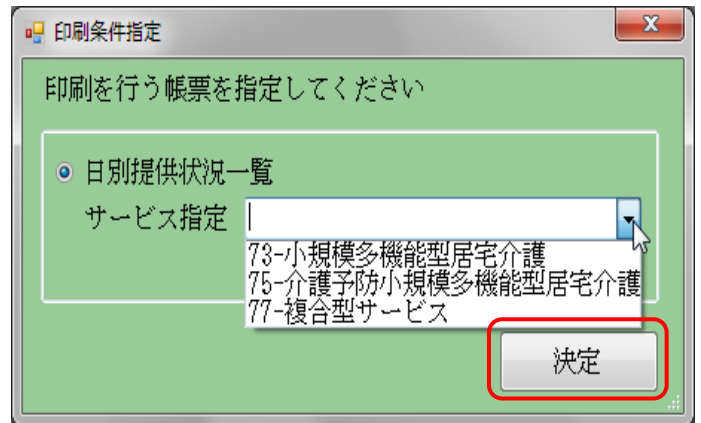 印刷条件指定
印刷を行う帳票を指定してください
日別提供状況一覧
サービス指定
73-小規模多機能型居宅介護
75-介護予防小規模多機能型居宅介護
77-複合型サービス
決定